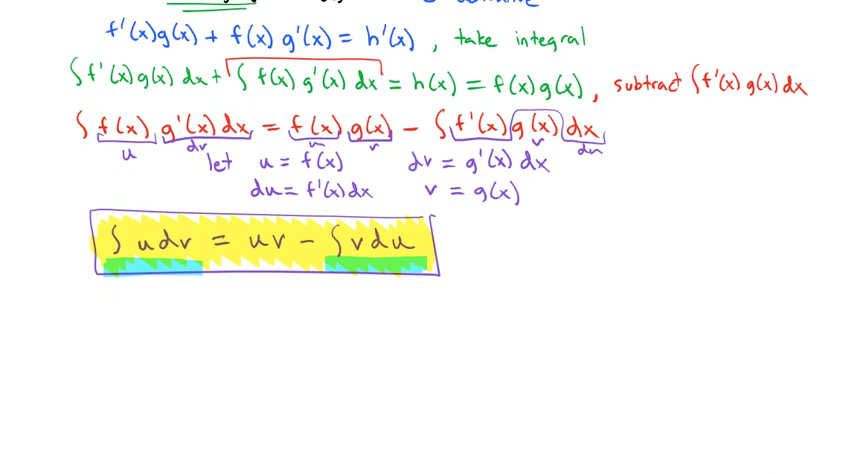 f'(x)g(x) + f(x) g'(x) = h'(x) , take integral
∫ f'(x) g(x) dx + ∫ f(x) g'(x) dx = h(x) = f(x) g(x) , subtract ∫ f'(x) g(x) dx
∫ f(x) g'(x) dx = f(x) g(x) − ∫ f'(x) g(x) dx
u dv u v v du
let u = f(x) dv = g'(x) dx
du = f'(x) dx v = g(x)
∫ u dv = uv − ∫ v du